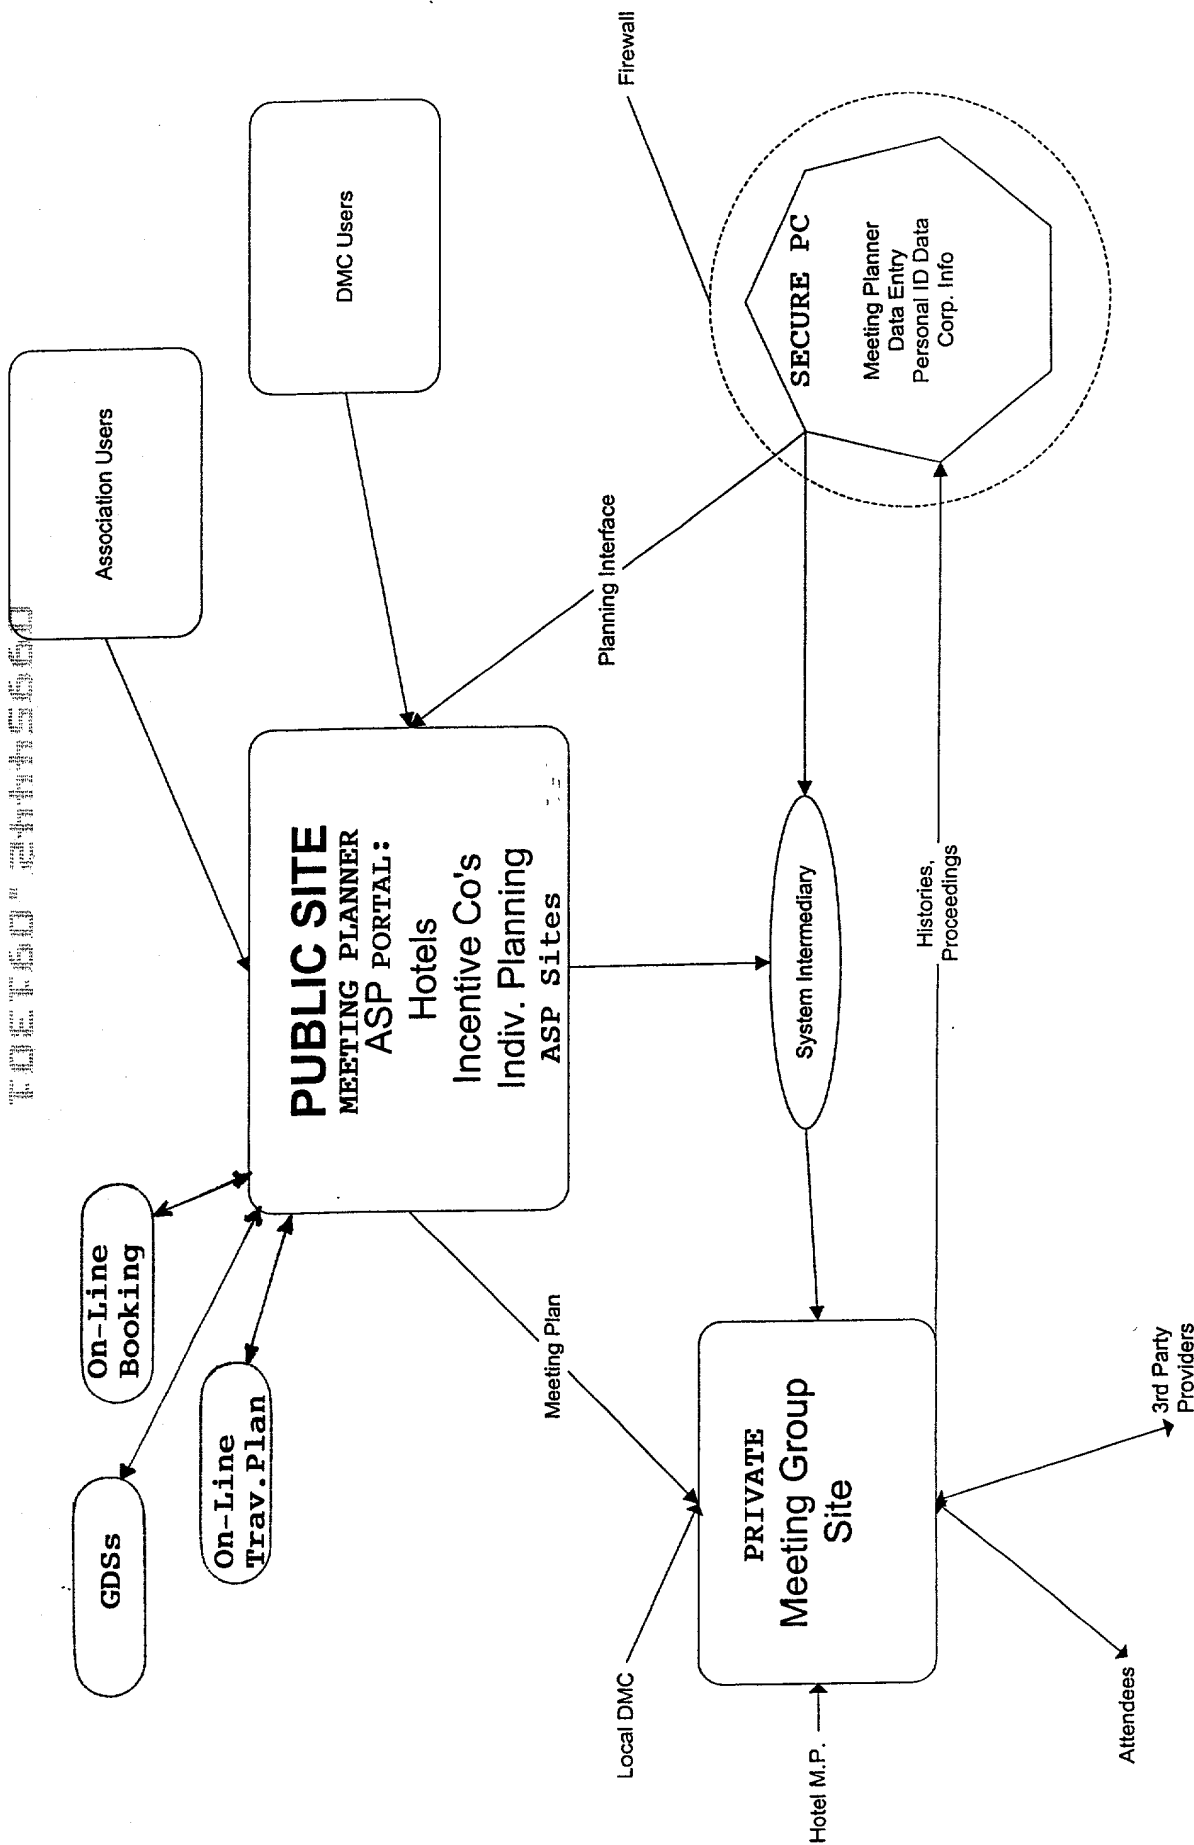 GDSs
On-Line
Booking
On-Line
Trav.Plan
Association Users
DMC Users
PUBLIC SITE
MEETING PLANNER
ASP PORTAL:
Hotels
Incentive Co's
Indiv. Planning
ASP Sites
Meeting Plan
Planning Interface
Firewall
Local DMC
Hotel M.P.
PRIVATE
Meeting Group
Site
System Intermediary
SECURE PC
Meeting Planner
Data Entry
Personal ID Data
Corp. Info
Histories,
Proceedings
Attendees
3rd Party
Providers